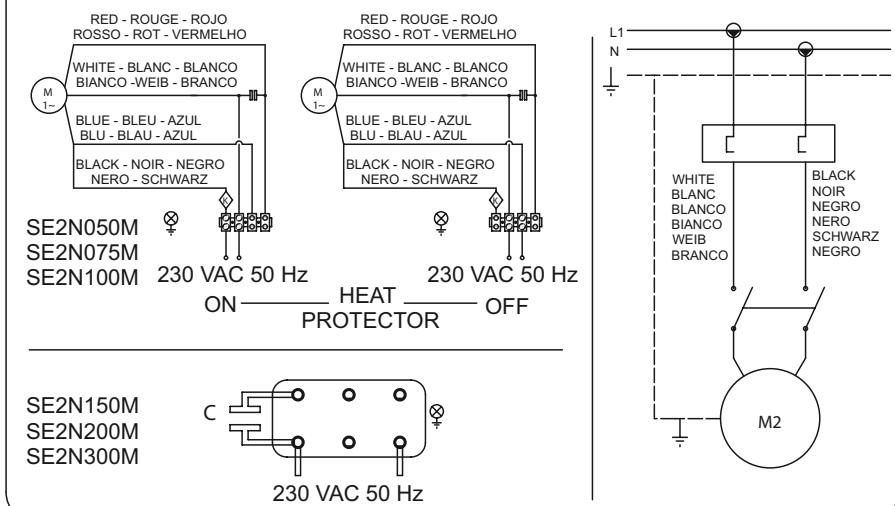 RED - ROUGE - ROJO
ROSSO - ROT - VERMELHO
WHITE - BLANC - BLANCO
BIANCO -WEIB - BRANCO
M
1~
BLUE - BLEU - AZUL
BLU - BLAU - AZUL
BLACK - NOIR - NEGRO
NERO - SCHWARZ
K
RED - ROUGE - ROJO
ROSSO - ROT - VERMELHO
WHITE - BLANC - BLANCO
BIANCO -WEIB - BRANCO
M
1~
BLUE - BLEU - AZUL
BLU - BLAU - AZUL
BLACK - NOIR - NEGRO
NERO - SCHWARZ
K
SE2N050M
SE2N075M
SE2N100M
230 VAC 50 Hz
230 VAC 50 Hz
ON
HEAT
PROTECTOR
OFF
SE2N150M
SE2N200M
SE2N300M
C
230 VAC 50 Hz
L1
N
WHITE
BLANC
BLANCO
BIANCO
WEIB
BRANCO
BLACK
NOIR
NEGRO
NERO
SCHWARZ
NEGRO
M2